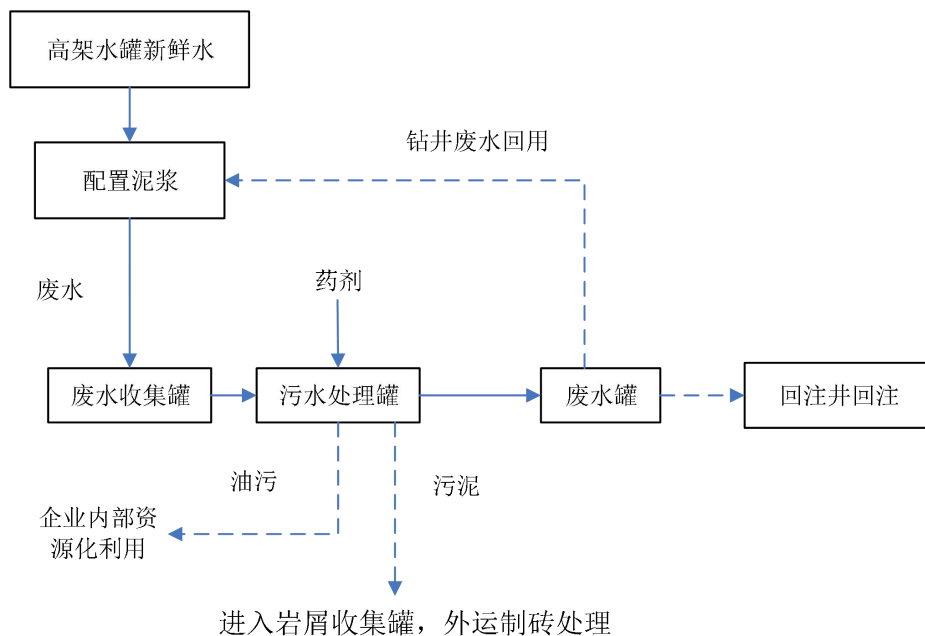 高架水罐新鲜水
钻井废水回用
配置泥浆
药剂
废水
废水收集罐
污水处理罐
废水罐
回注井回注
油污
污泥
企业内部资
源化利用
进入岩屑收集罐，外运制砖处理